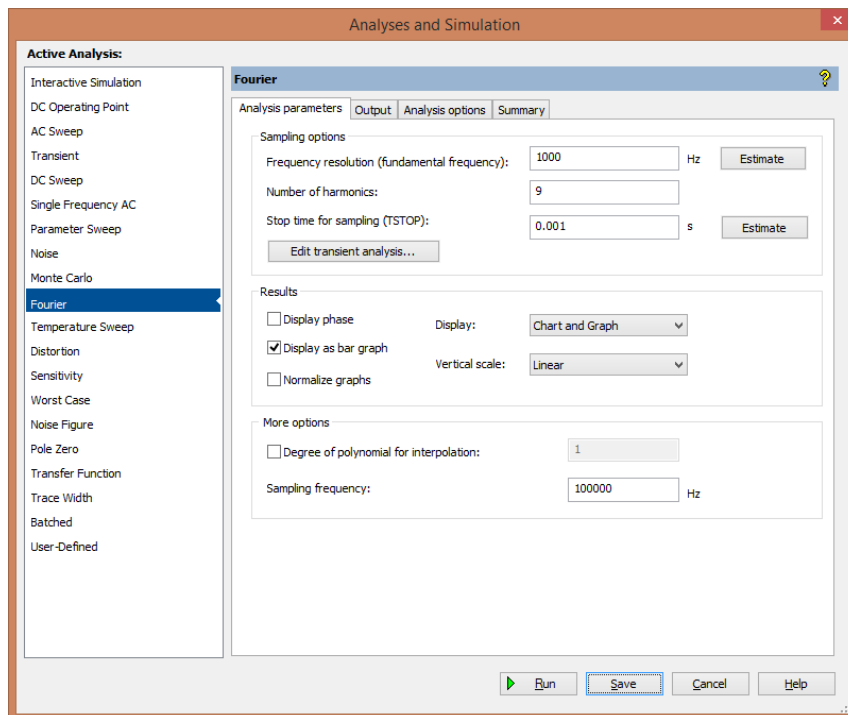 Analyses and Simulation
Active Analysis:
Interactive Simulation
DC Operating Point
AC Sweep
Transient
DC Sweep
Single Frequency AC
Parameter Sweep
Noise
Monte Carlo
Fourier
Temperature Sweep
Distortion
Sensitivity
Worst Case
Noise Figure
Pole Zero
Transfer Function
Trace Width
Batched
User-Defined
Fourier
Analysis parameters Output Analysis options Summary
Sampling options
Frequency resolution (fundamental frequency): 1000 Hz Estimate
Number of harmonics: 9
Stop time for sampling (TSTOP): 0.001 s Estimate
Edit transient analysis...
Results
Display phase
Display: Chart and Graph
Display as bar graph
Vertical scale: Linear
Normalize graphs
More options
Degree of polynomial for interpolation: 1
Sampling frequency: 100000 Hz
Run Save Cancel Help